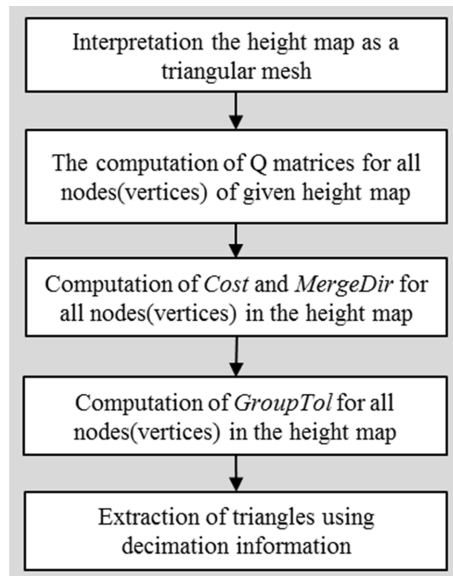 Interpretation the height map as a
triangular mesh
The computation of Q matrices for all
nodes(vertices) of given height map
Computation of Cost and MergeDir for
all nodes(vertices) in the height map
Computation of GroupTol for all
nodes(vertices) in the height map
Extraction of triangles using
decimation information